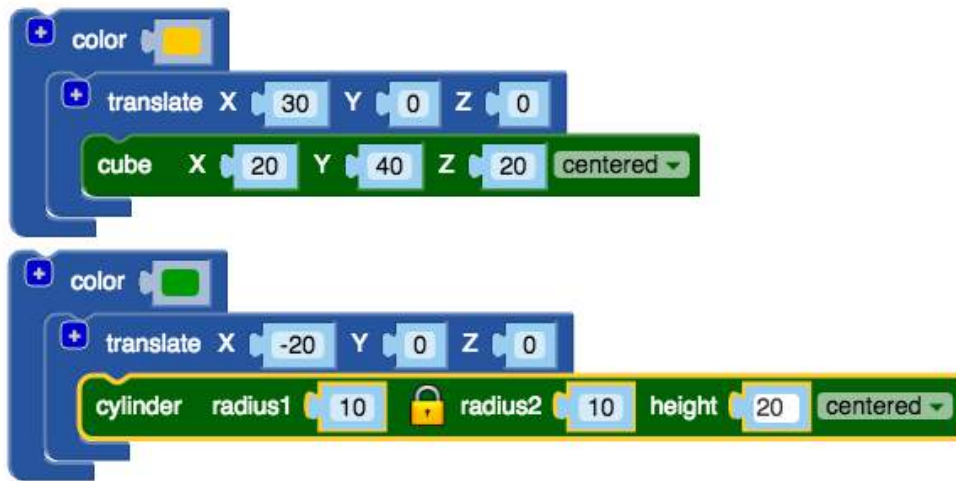 + color
+ translate X 30 Y 0 Z 0
cube X 20 Y 40 Z 20 centered
+ color
+ translate X -20 Y 0 Z 0
cylinder radius1 10 radius2 10 height 20 centered